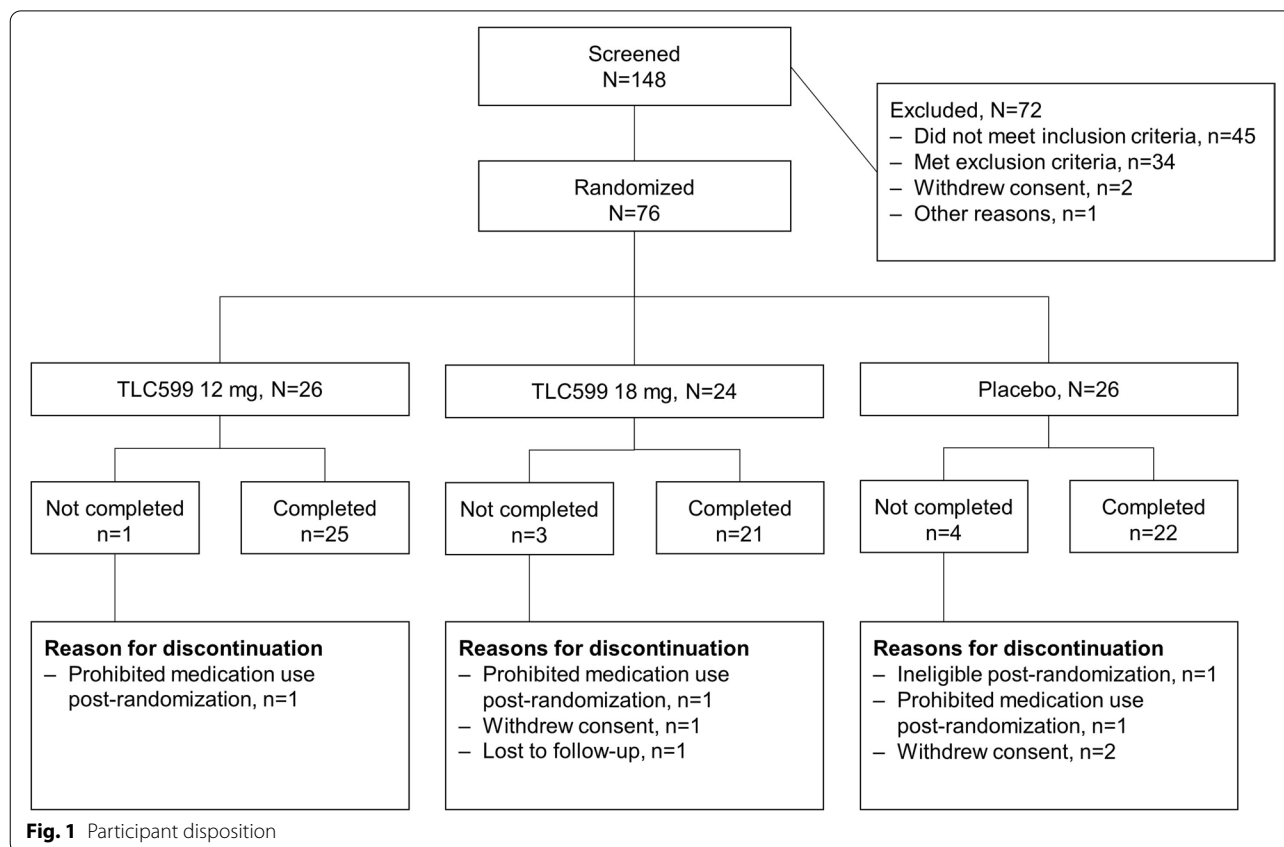 Screened
N=148
Excluded, N=72
– Did not meet inclusion criteria, n=45
– Met exclusion criteria, n=34
– Withdrew consent, n=2
– Other reasons, n=1
Randomized
N=76
TLC599 12 mg, N=26
TLC599 18 mg, N=24
Placebo, N=26
Not completed
n=1
Completed
n=25
Not completed
n=3
Completed
n=21
Not completed
n=4
Completed
n=22
Reason for discontinuation
– Prohibited medication use
post-randomization, n=1
Reasons for discontinuation
– Prohibited medication use
post-randomization, n=1
– Withdrew consent, n=1
– Lost to follow-up, n=1
Reasons for discontinuation
– Ineligible post-randomization, n=1
– Prohibited medication use
post-randomization, n=1
– Withdrew consent, n=2
Fig. 1 Participant disposition